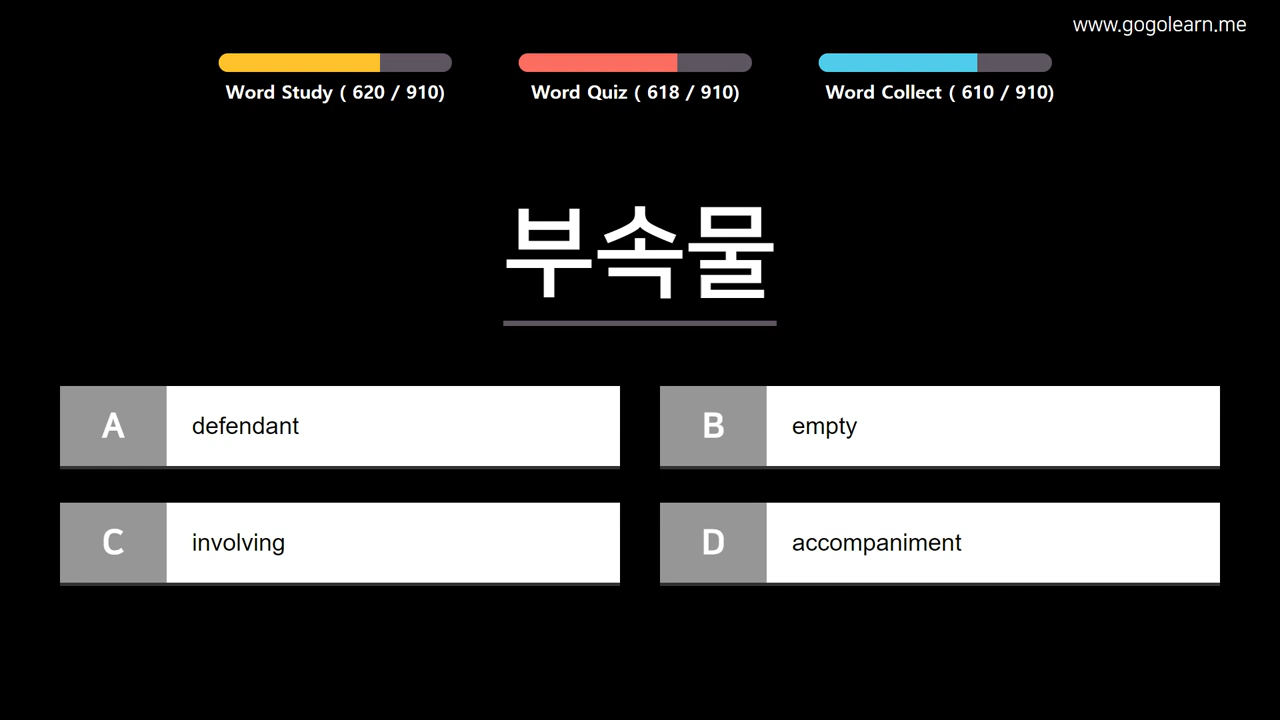 www.gogolearn.me
Word Study ( 620 / 910)
Word Quiz ( 618 / 910)
Word Collect ( 610 / 910)
부속물
A defendant
B empty
C involving
D accompaniment